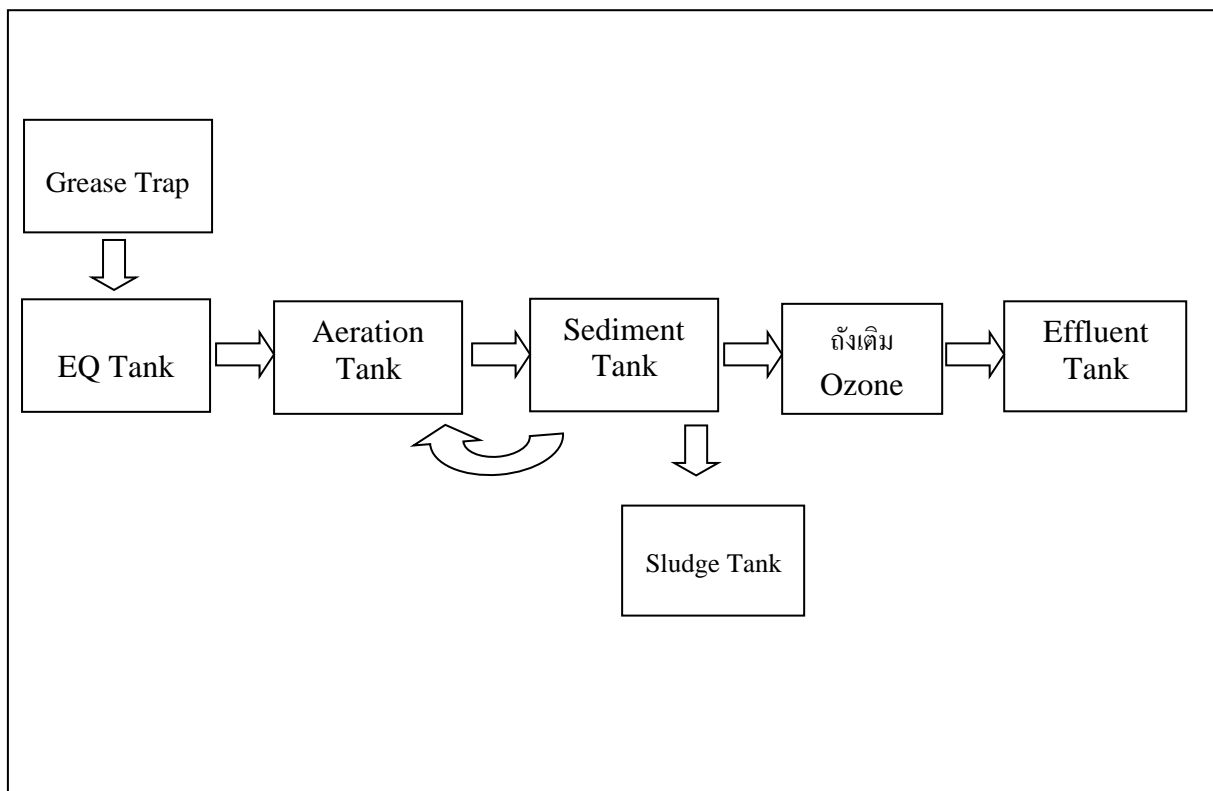 Grease Trap
EQ Tank
Aeration
Tank
Sediment
Tank
ถังเติม
Ozone
Effluent
Tank
Sludge Tank